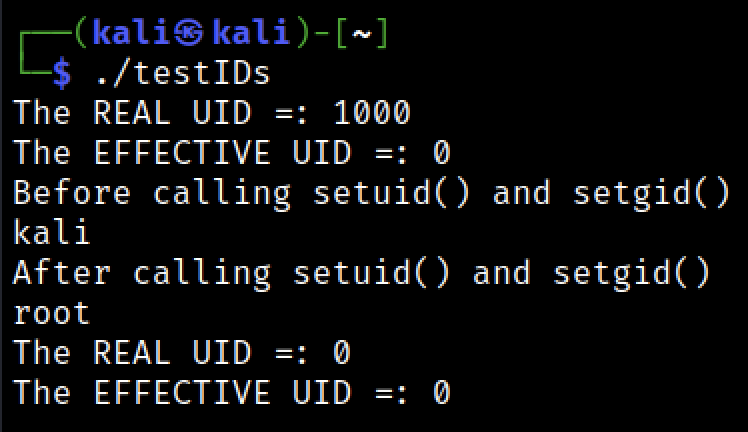 ┌──(kali㉿kali)-[~]
└─$ ./testIDs
The REAL UID =: 1000
The EFFECTIVE UID =: 0
Before calling setuid() and setgid()
kali
After calling setuid() and setgid()
root
The REAL UID =: 0
The EFFECTIVE UID =: 0